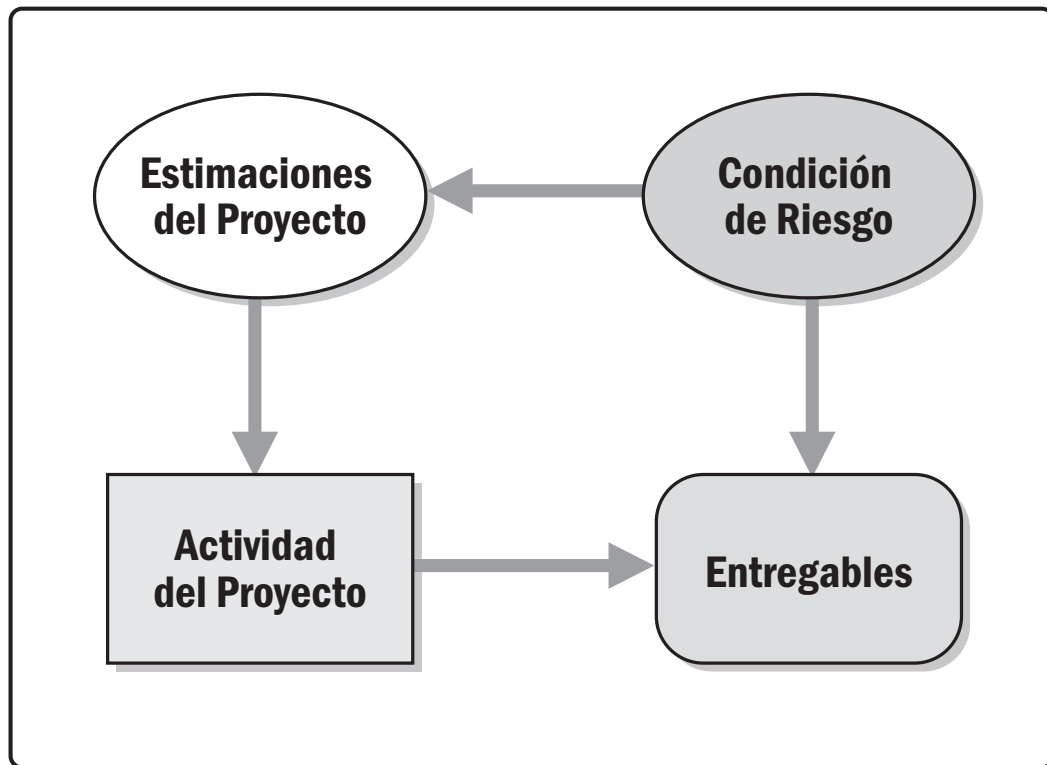 Estimaciones
del Proyecto
Condición
de Riesgo
Actividad
del Proyecto
Entregables